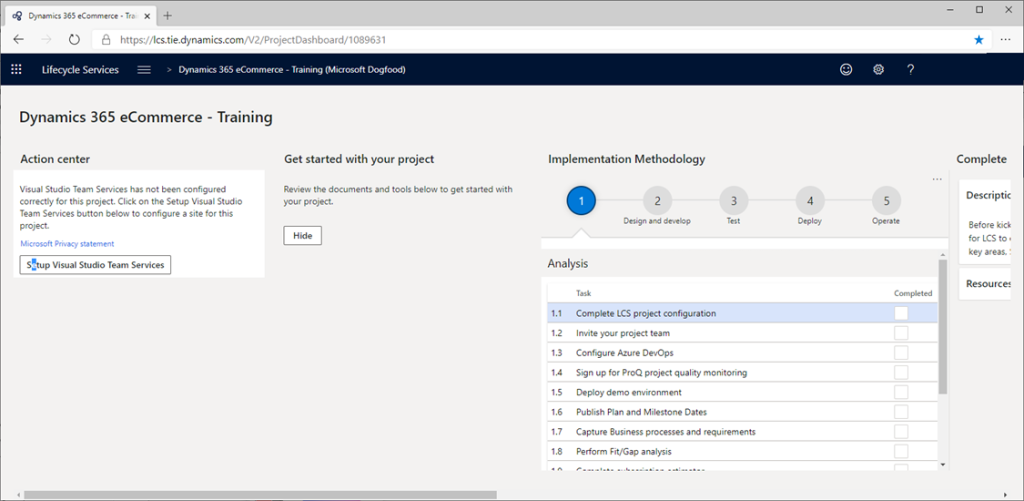 Dynamics 365 eCommerce - Trai
https://lcs.tie.dynamics.com/V2/ProjectDashboard/1089631
Lifecycle Services
> Dynamics 365 eCommerce - Training (Microsoft Dogfood)
?
Dynamics 365 eCommerce - Training
Action center
Visual Studio Team Services has not been configured
correctly for this project. Click on the Setup Visual Studio
Team Services button below to configure a site for this
project.
Microsoft Privacy statement
Setup Visual Studio Team Services
Get started with your project
Review the documents and tools below to get started with
your project.
Hide
Implementation Methodology
1
2
3
4
5
Design and develop
Test
Deploy
Operate
Analysis
Task Completed
1.1 Complete LCS project configuration
1.2 Invite your project team
1.3 Configure Azure DevOps
1.4 Sign up for ProQ project quality monitoring
1.5 Deploy demo environment
1.6 Publish Plan and Milestone Dates
1.7 Capture Business processes and requirements
1.8 Perform Fit/Gap analysis
1.9 Complete subscription estimator
Complete
Descriptio
Before kick
for LCS to
key areas.
Resources